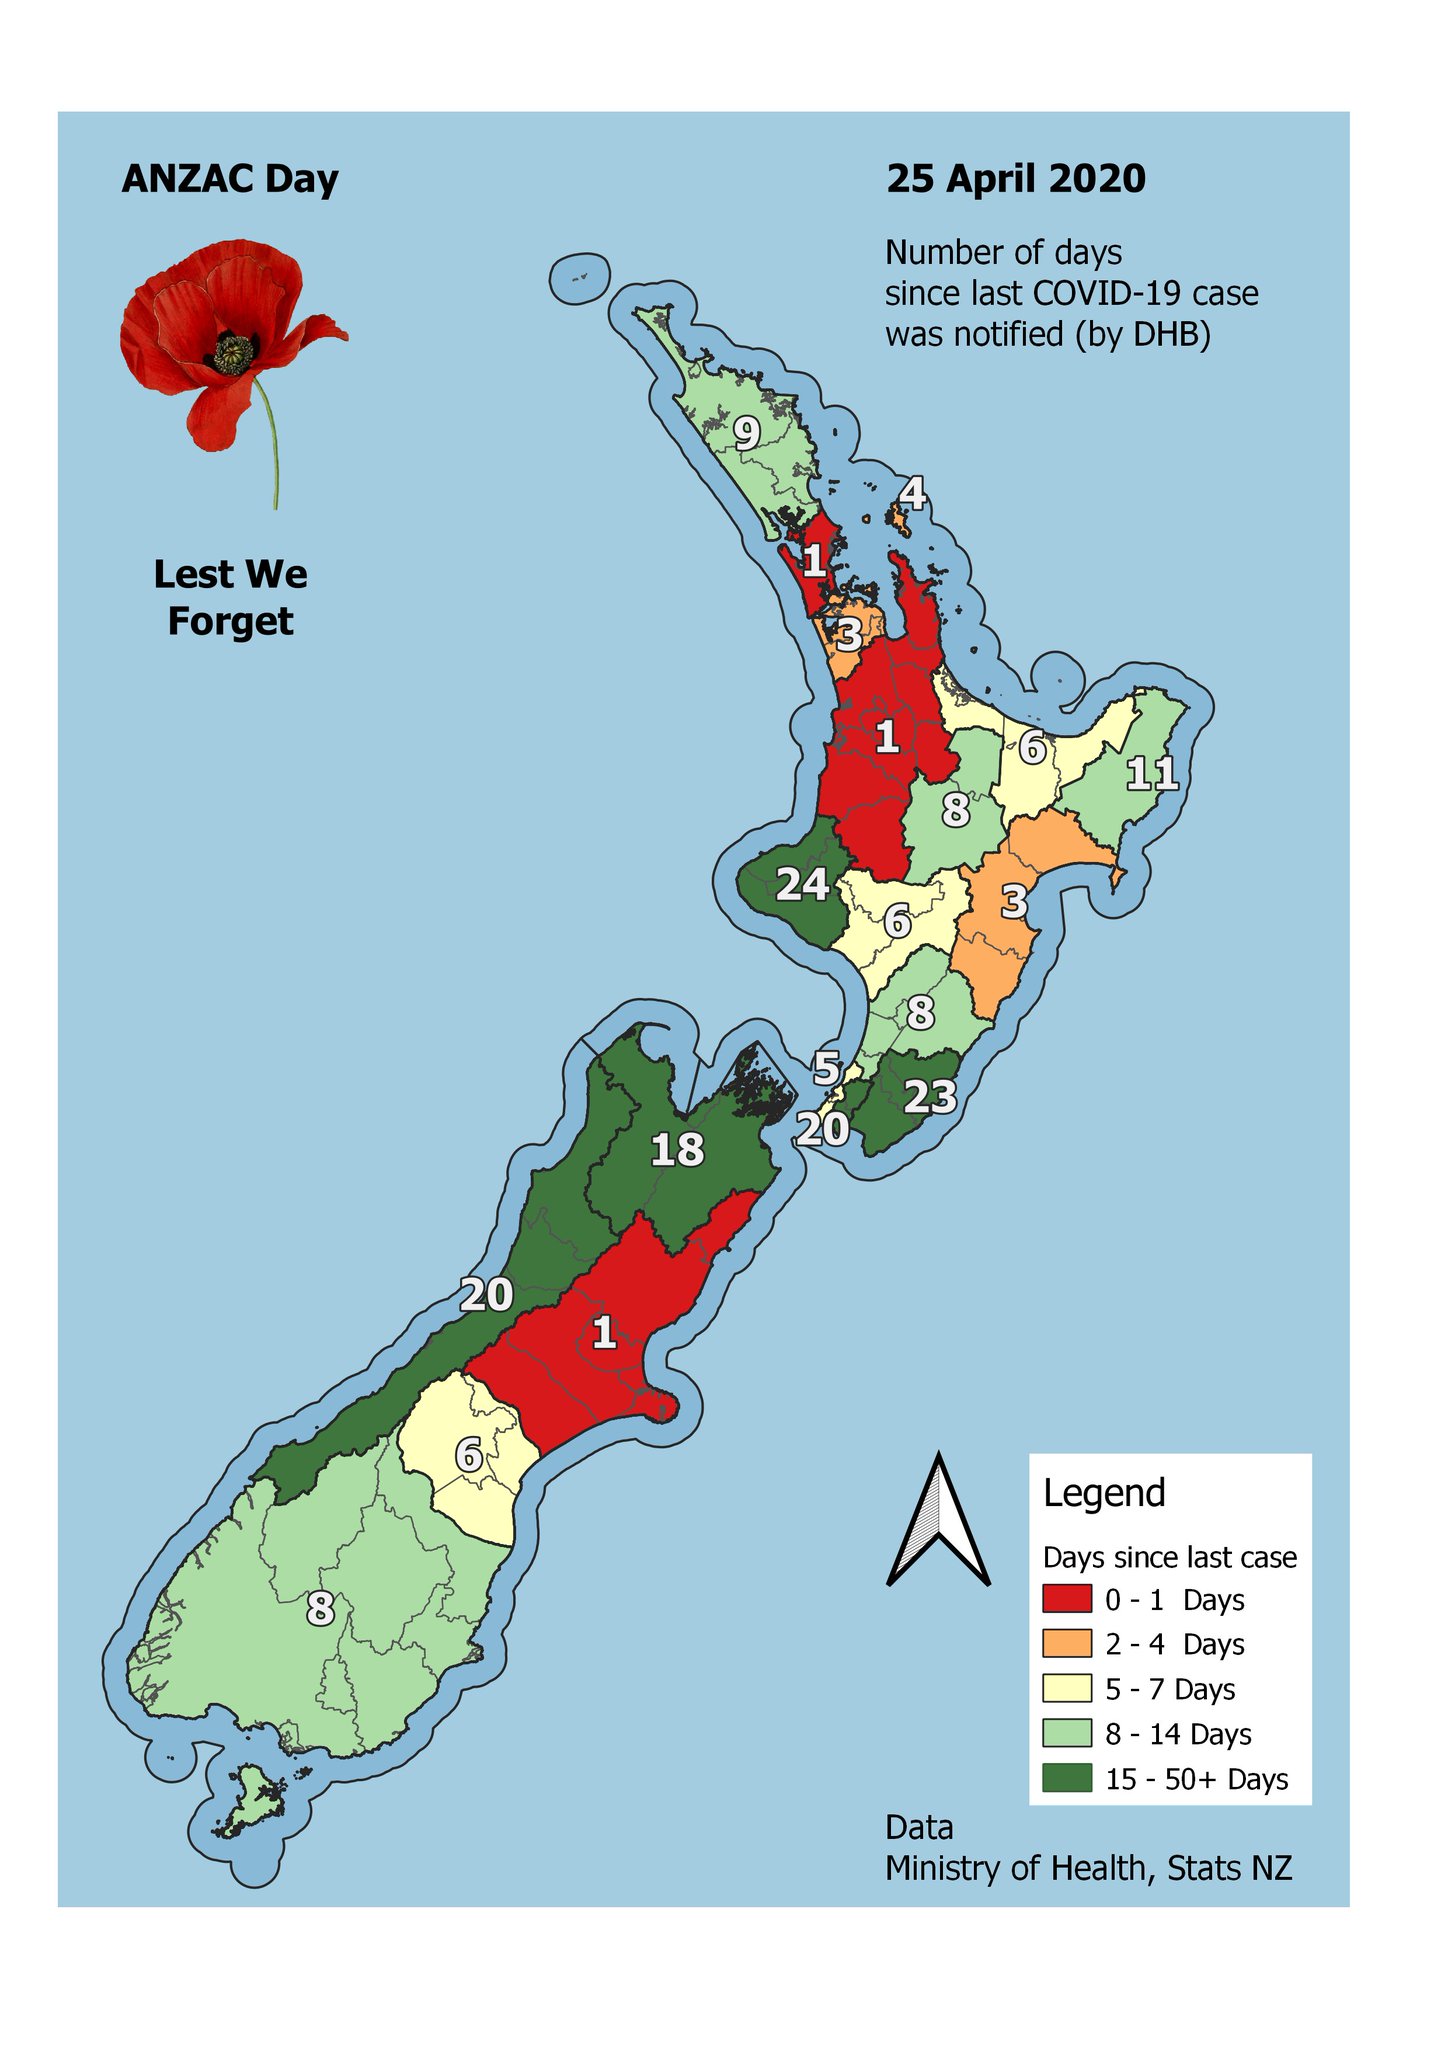 ANZAC Day
25 April 2020
Number of days
since last COVID-19 case
was notified (by DHB)
Lest We
Forget
9
4
1
3
1
6
11
8
24
6
3
8
5
23
20
18
20
1
6
8
Legend
Days since last case
0 - 1 Days
2 - 4 Days
5 - 7 Days
8 - 14 Days
15 - 50+ Days
Data
Ministry of Health, Stats NZ